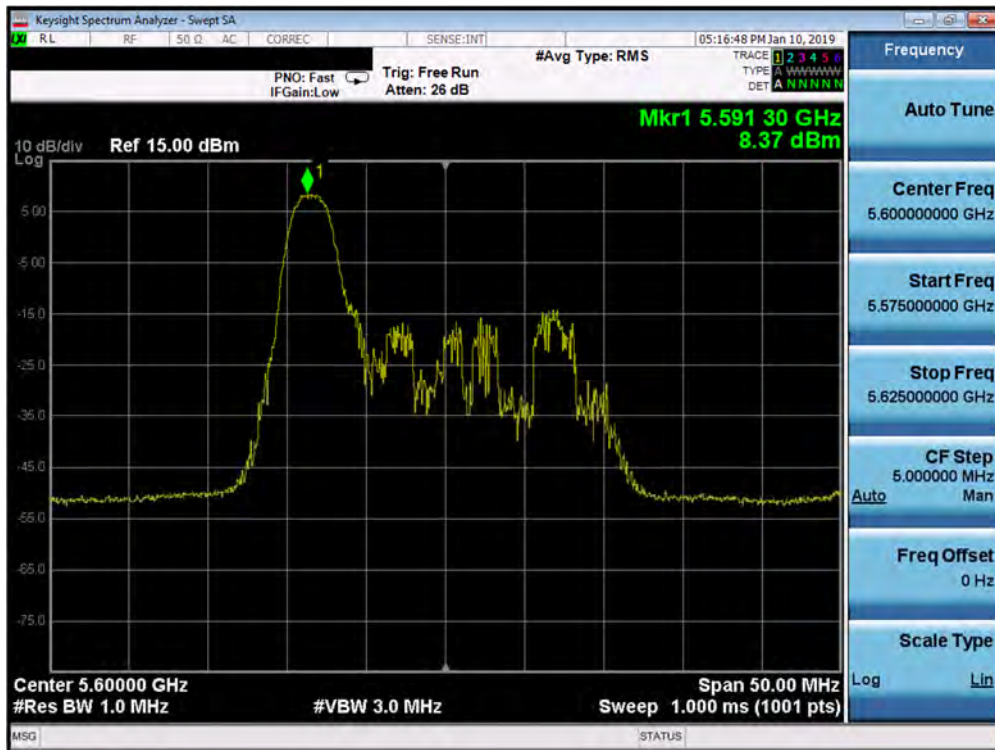 Keysight Spectrum Analyzer - Swept SA
LXI RL RF 50 Ω AC CORREC SENSE:INT 05:16:48 PM Jan 10, 2019
#Avg Type: RMS
TRACE 1 2 3 4 5 6
PNO: Fast Trig: Free Run TYPE A WWWWW
IFGain:Low Atten: 26 dB DET A N N N N N
Mkr1 5.591 30 GHz
8.37 dBm
10 dB/div Ref 15.00 dBm
Log
1
5.00
-5.00
-15.0
-25.0
-35.0
-45.0
-55.0
-65.0
-75.0
Center 5.60000 GHz Span 50.00 MHz
#Res BW 1.0 MHz #VBW 3.0 MHz Sweep 1.000 ms (1001 pts)
MSG STATUS
Frequency
Auto Tune
Center Freq
5.600000000 GHz
Start Freq
5.575000000 GHz
Stop Freq
5.625000000 GHz
CF Step
5.000000 MHz
Auto Man
Freq Offset
0 Hz
Scale Type
Log Lin